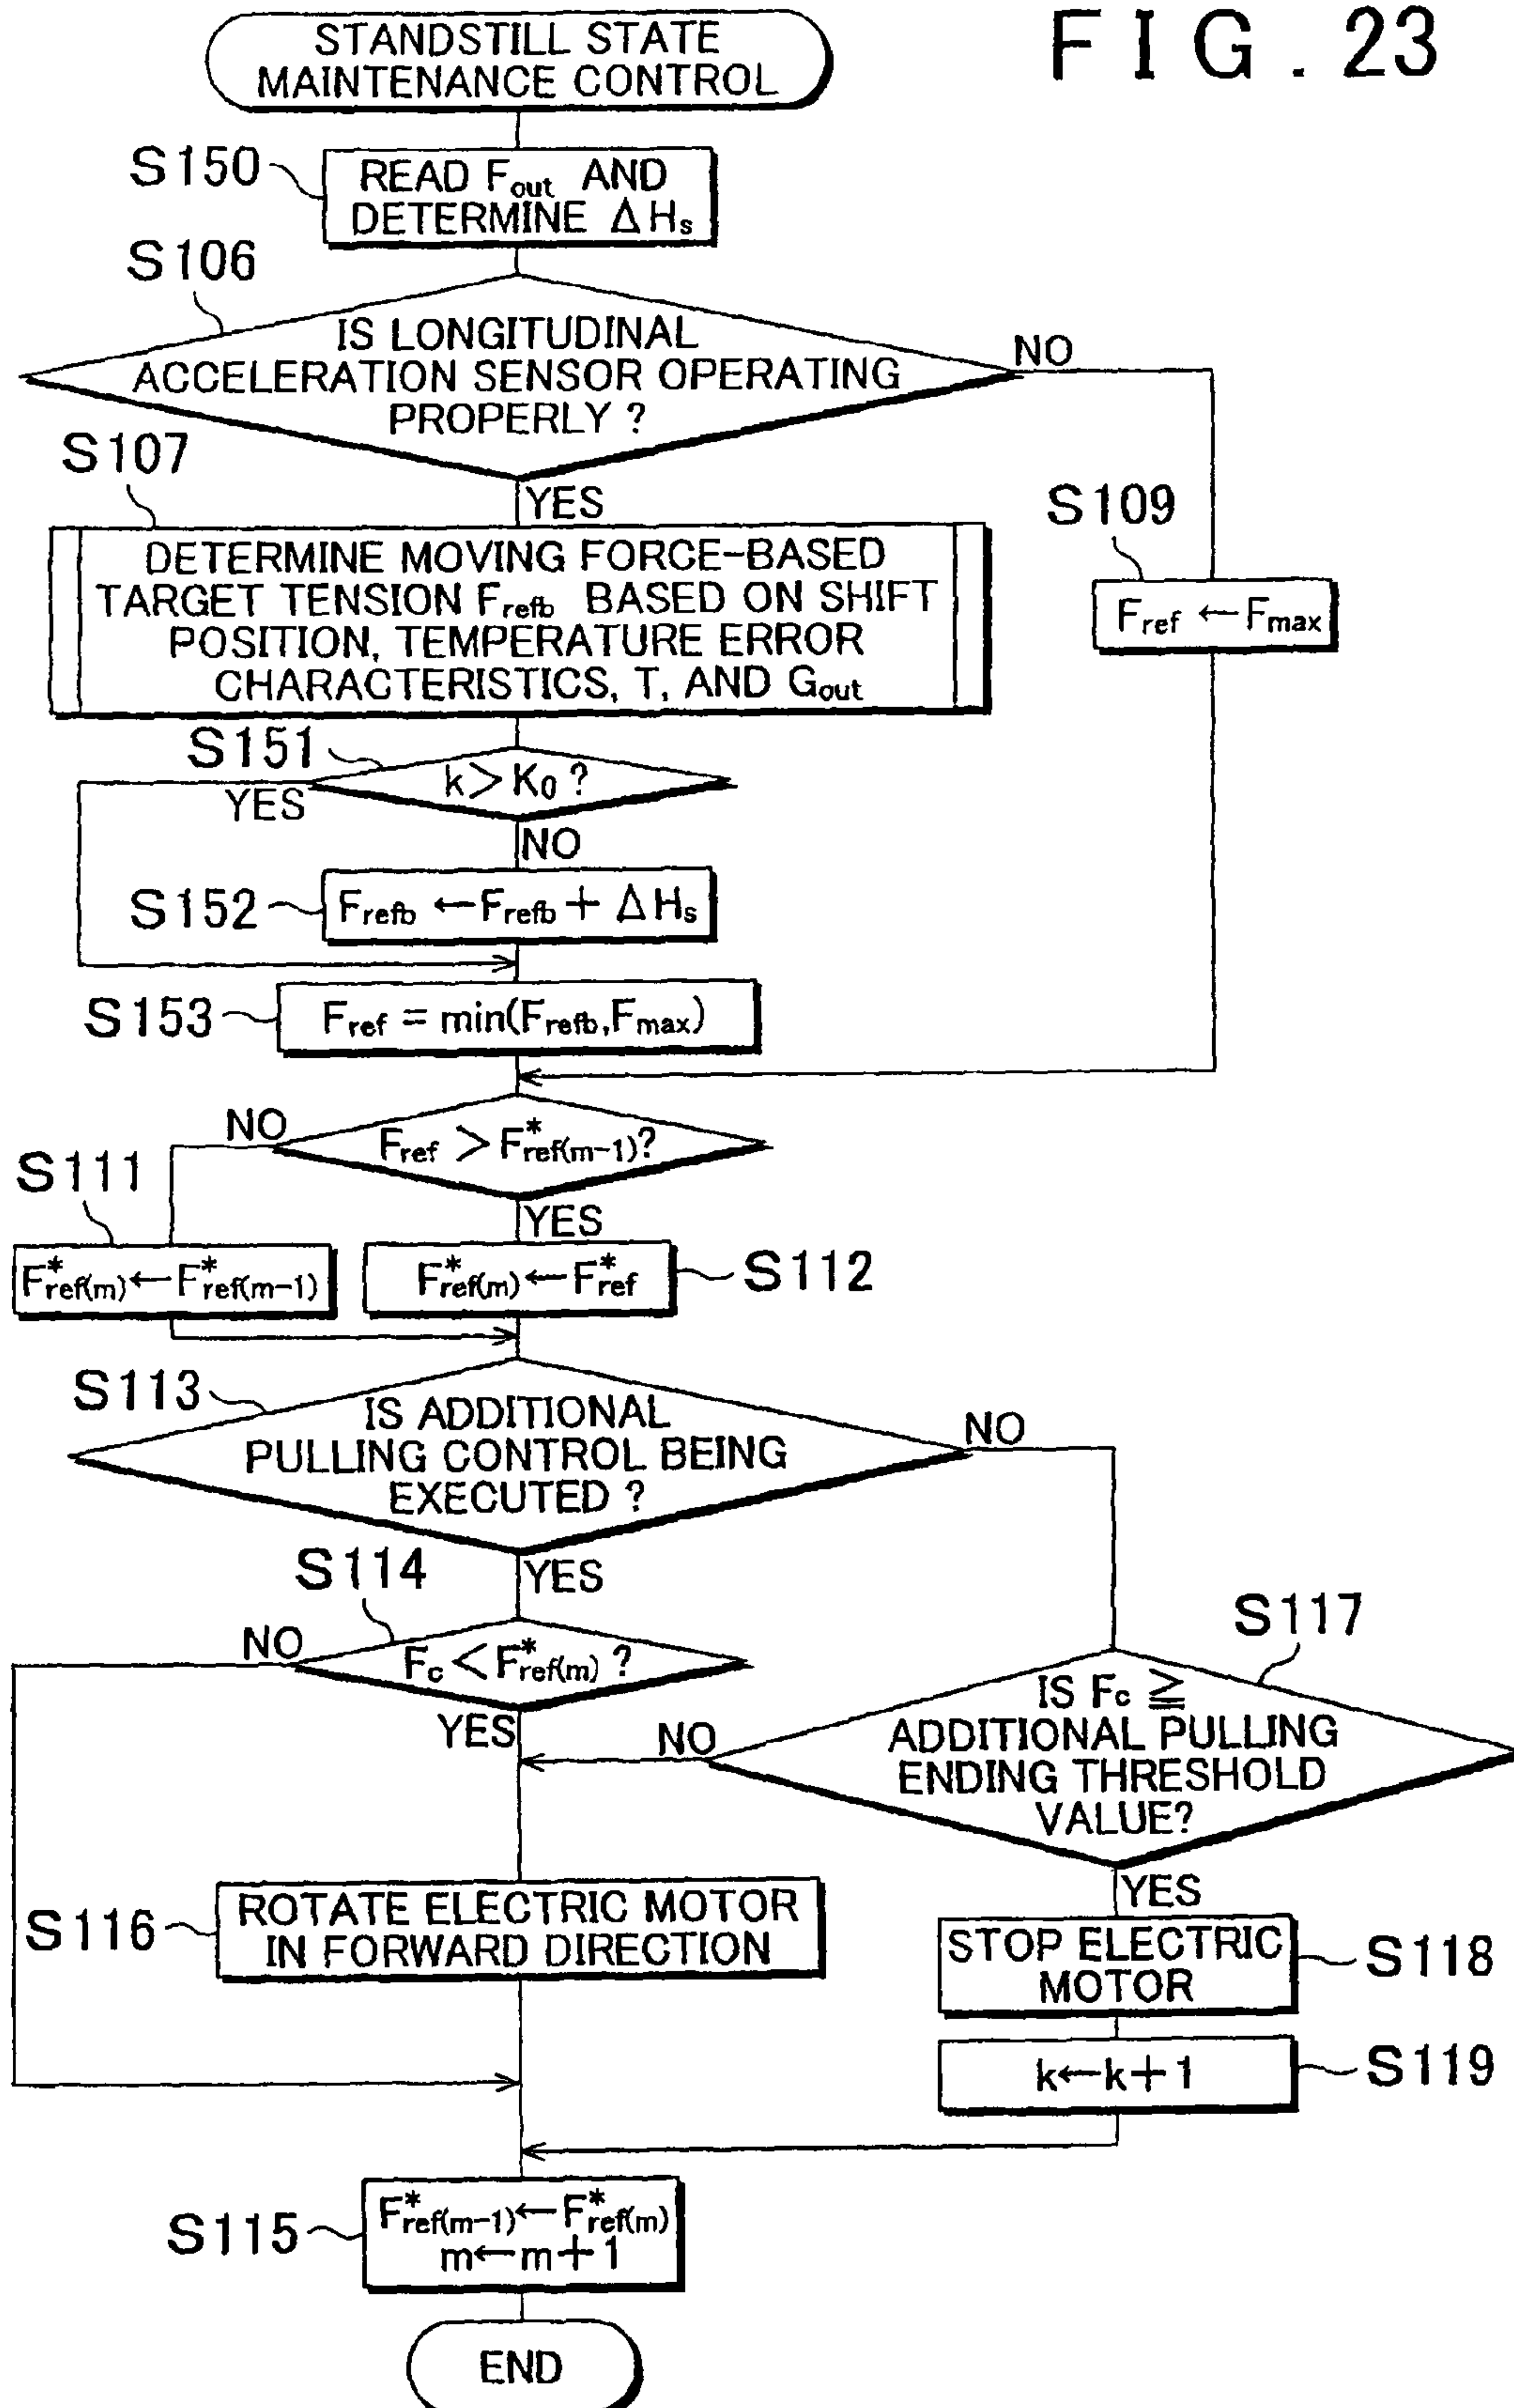 FIG. 23
STANDSTILL STATE
MAINTENANCE CONTROL
S150
READ Fout AND
DETERMINE ΔHs
S106
IS LONGITUDINAL
ACCELERATION SENSOR OPERATING
PROPERLY ?
NO
YES
S107
DETERMINE MOVING FORCE-BASED
TARGET TENSION Frefb BASED ON SHIFT
POSITION, TEMPERATURE ERROR
CHARACTERISTICS, T, AND Gout
S109
Fref ← Fmax
S151
k > K0 ?
YES
NO
S152
Frefb ← Frefb + ΔHs
S153
Fref = min(Frefb, Fmax)
NO
Fref > F*ref(m-1)?
YES
S111
F*ref(m) ← F*ref(m-1)
F*ref(m) ← F*ref
S112
S113
IS ADDITIONAL
PULLING CONTROL BEING
EXECUTED ?
NO
YES
S114
NO
Fc < F*ref(m) ?
YES
S117
IS Fc ≧
ADDITIONAL PULLING
ENDING THRESHOLD
VALUE?
NO
YES
S116
ROTATE ELECTRIC MOTOR
IN FORWARD DIRECTION
STOP ELECTRIC
MOTOR
S118
k ← k + 1
S119
S115
F*ref(m-1) ← F*ref(m)
m ← m + 1
END